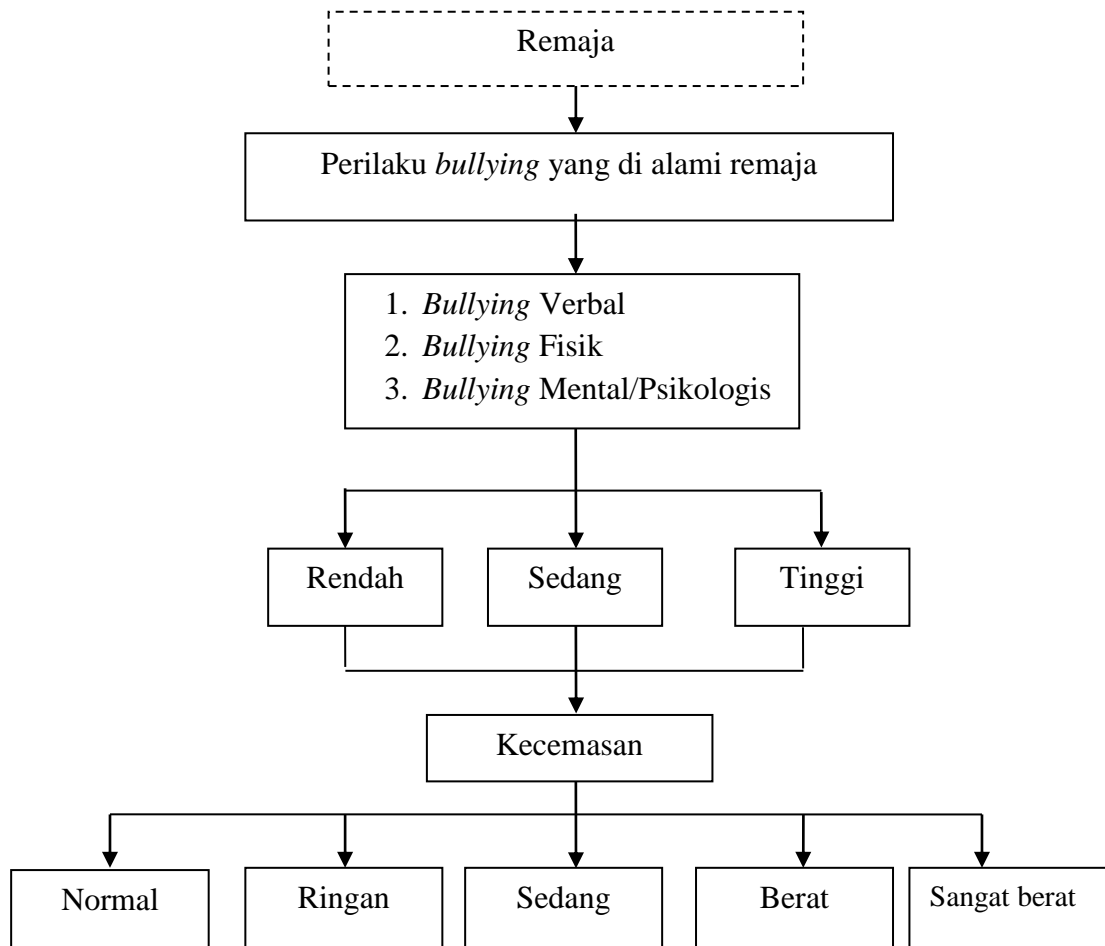 Remaja
Perilaku bullying yang di alami remaja
1. Bullying Verbal
2. Bullying Fisik
3. Bullying Mental/Psikologis
Rendah
Sedang
Tinggi
Kecemasan
Normal
Ringan
Sedang
Berat
Sangat berat